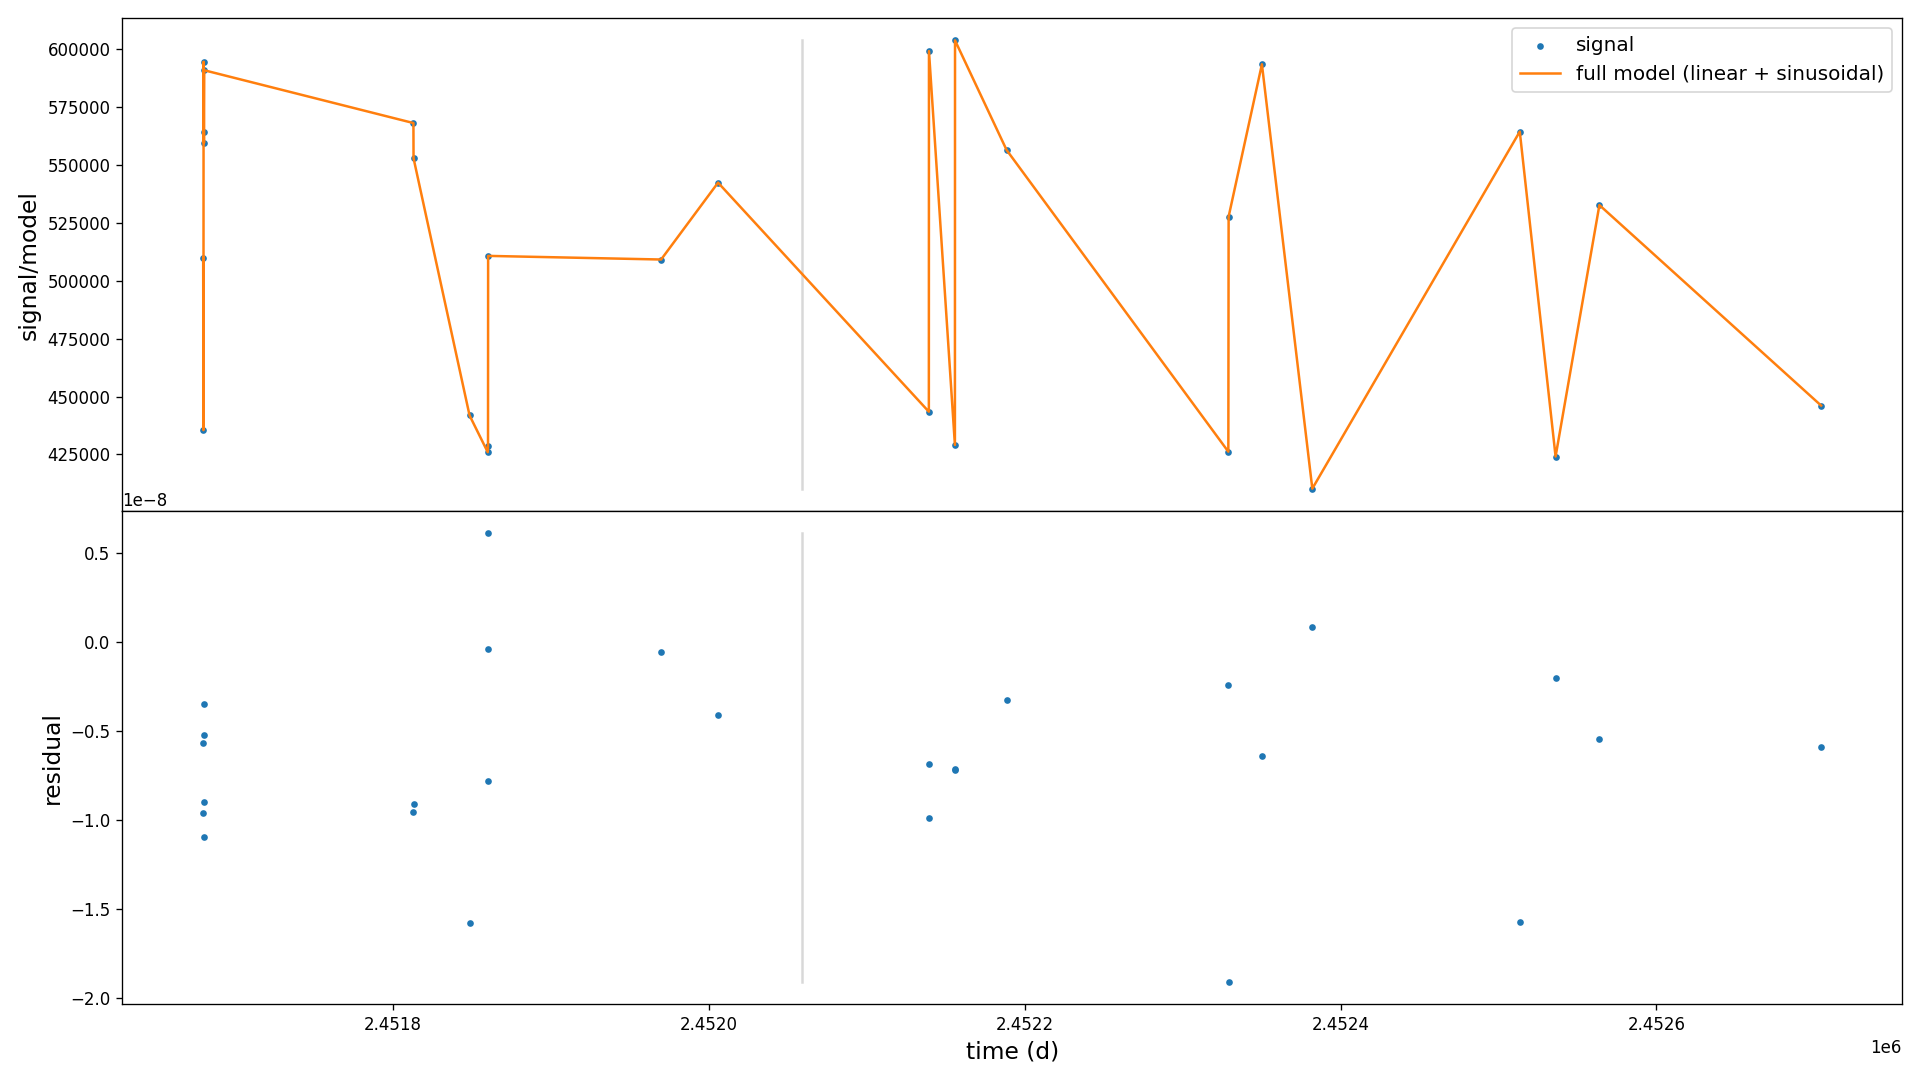 signal
full model (linear + sinusoidal)
signal/model
600000
575000
550000
525000
500000
475000
450000
425000
1e−8
residual
0.5
0.0
−0.5
−1.0
−1.5
−2.0
2.4518
2.4520
2.4522
2.4524
2.4526
1e6
time (d)